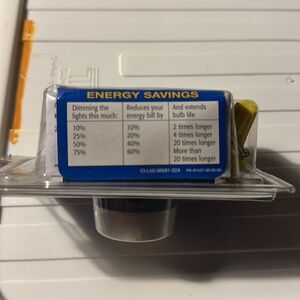 ENERGY SAVINGS
Dimming the lights this much: Reduces your energy bill by And extends bulb life
10% 10% 2 times longer
25% 20% 4 times longer
50% 40% 20 times longer
75% 60% More than 20 times longer